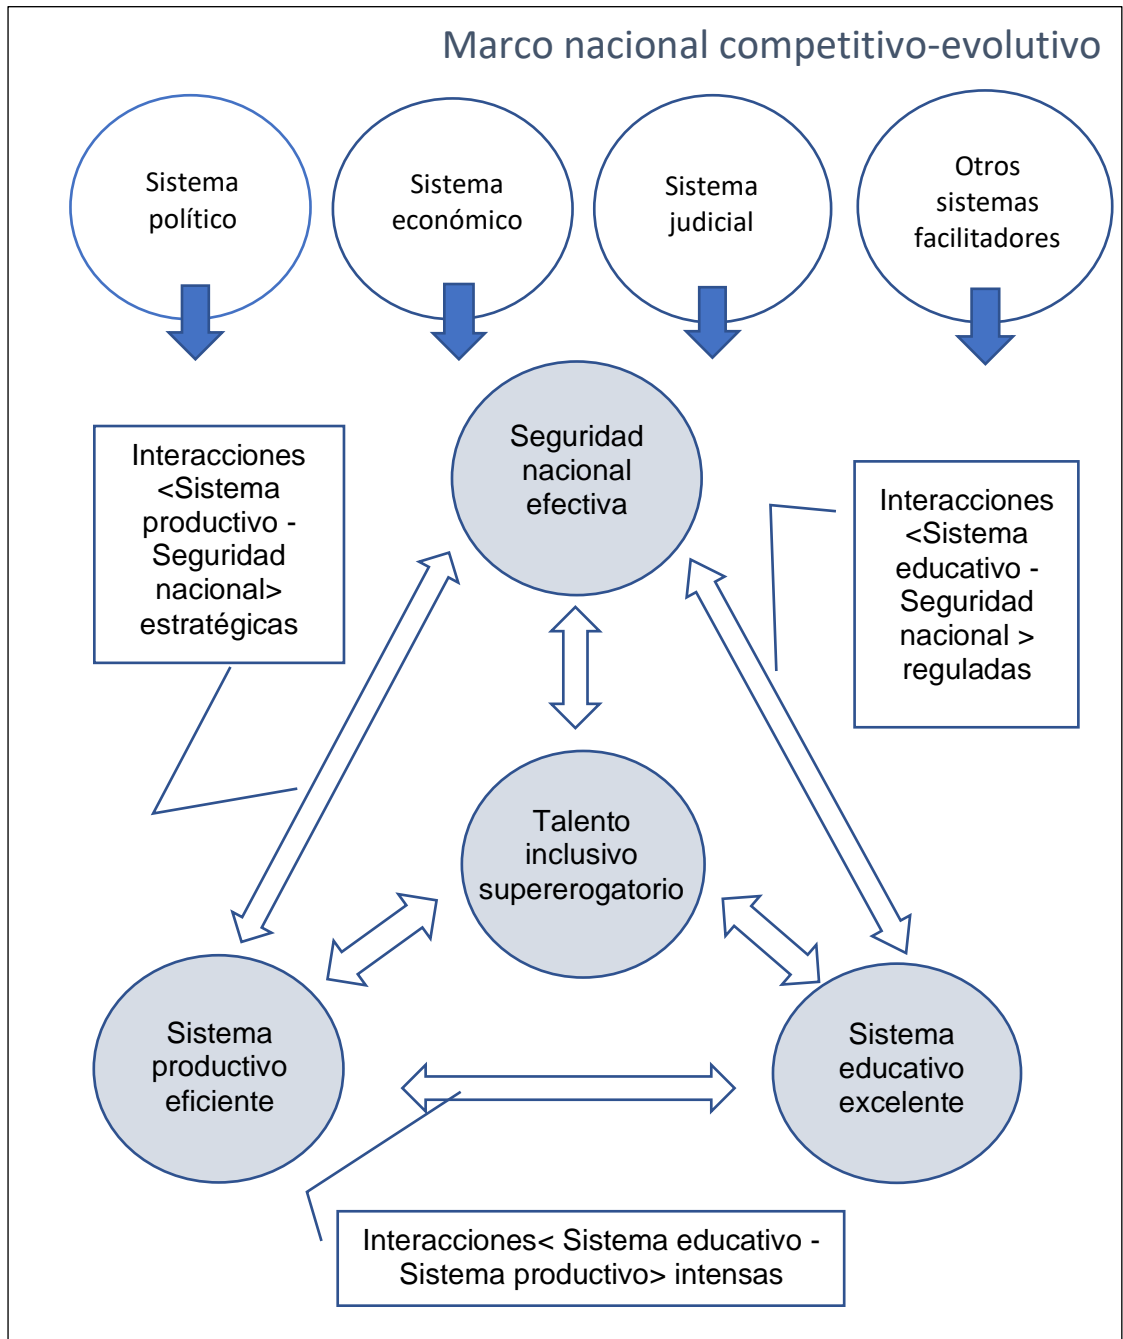 Marco nacional competitivo-evolutivo
Sistema
político
Sistema
económico
Sistema
judicial
Otros
sistemas
facilitadores
Seguridad
nacional
efectiva
Interacciones
<Sistema
productivo -
Seguridad
nacional>
estratégicas
Interacciones
<Sistema
educativo -
Seguridad
nacional >
reguladas
Talento
inclusivo
supererogatorio
Sistema
productivo
eficiente
Sistema
educativo
excelente
Interacciones< Sistema educativo -
Sistema productivo> intensas